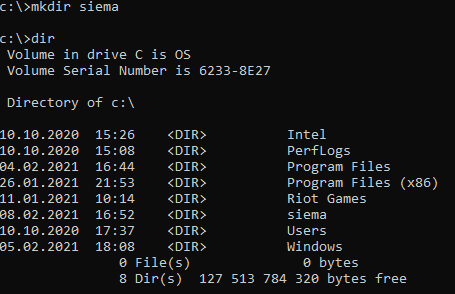 c:\>mkdir siema
c:\>dir
Volume in drive C is OS
Volume Serial Number is 6233-8E27
Directory of c:\
10.10.2020 15:26 <DIR> Intel
10.10.2020 15:08 <DIR> PerfLogs
04.02.2021 16:44 <DIR> Program Files
26.01.2021 21:53 <DIR> Program Files (x86)
11.01.2021 10:14 <DIR> Riot Games
08.02.2021 16:52 <DIR> siema
10.10.2020 17:37 <DIR> Users
05.02.2021 18:08 <DIR> Windows
0 File(s) 0 bytes
8 Dir(s) 127 513 784 320 bytes free